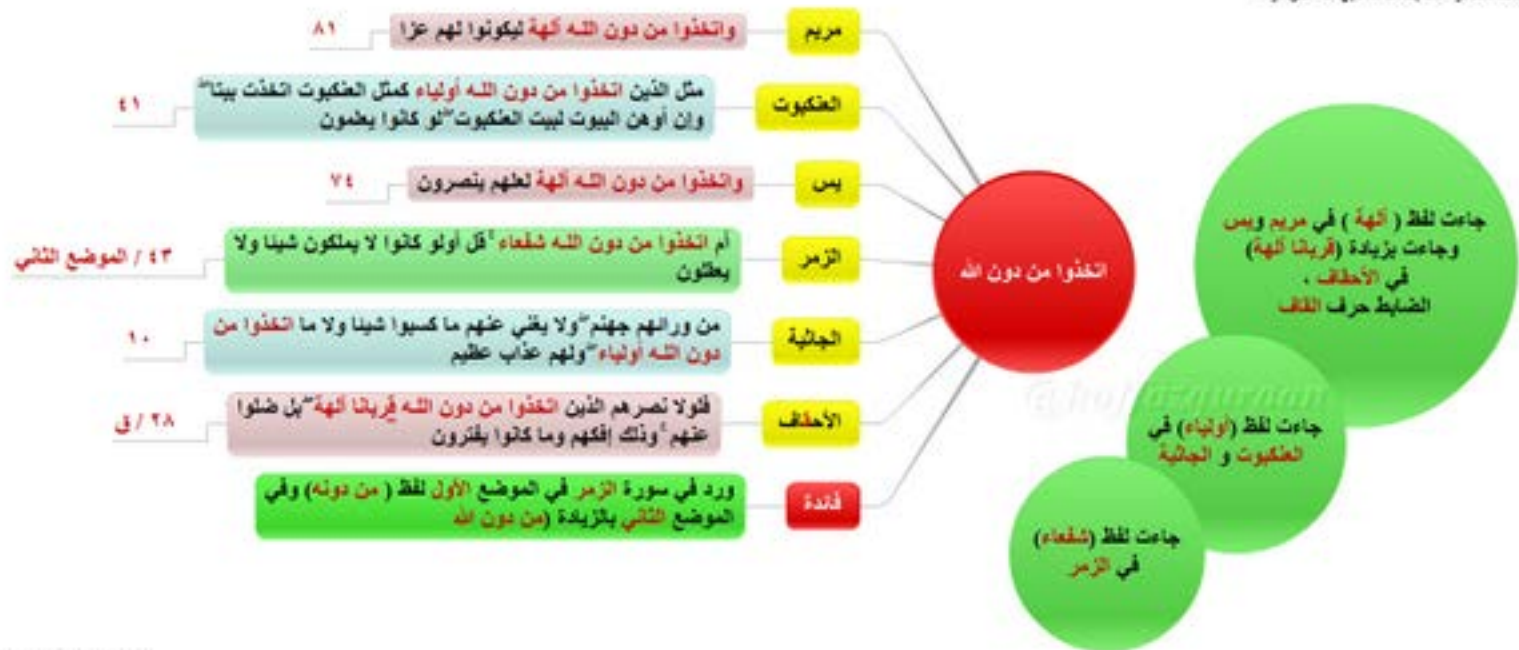 اتخذوا من دون الله
مريم
واتخذوا من دون اللـه آلهة ليكونوا لهم عزا
٨١
العنكبوت
مثل الذين اتخذوا من دون اللـه أولياء كمثل العنكبوت اتخذت بيتا
وإن أوهن البيوت لبيت العنكبوت لو كانوا يعلمون
٤١
يس
واتخذوا من دون اللـه آلهة لعلهم ينصرون
٧٤
الزمر
أم اتخذوا من دون اللـه شفعاء قل أولو كانوا لا يملكون شيئا ولا
يعقلون
٤٣ / الموضع الثاني
الجاثية
من ورائهم جهنم ولا يغني عنهم ما كسبوا شيئا ولا ما اتخذوا من
دون اللـه أولياء ولهم عذاب عظيم
١٠
الأحقاف
فلولا نصرهم الذين اتخذوا من دون اللـه قربانا آلهة بل ضلوا
عنهم وذلك إفكهم وما كانوا يفترون
٢٨ / ق
فائدة
ورد في سورة الزمر في الموضع الأول لفظ ( من دونه) وفي
الموضع الثاني بالزيادة (من دون الله
جاءت لفظ ( آلهة ) في مريم ويس
وجاءت بزيادة (قربانا آلهة)
في الأحقاف ،
الضابط حرف القاف
جاءت لفظ (أولياء) في
العنكبوت و الجاثية
جاءت لفظ (شفعاء)
في الزمر